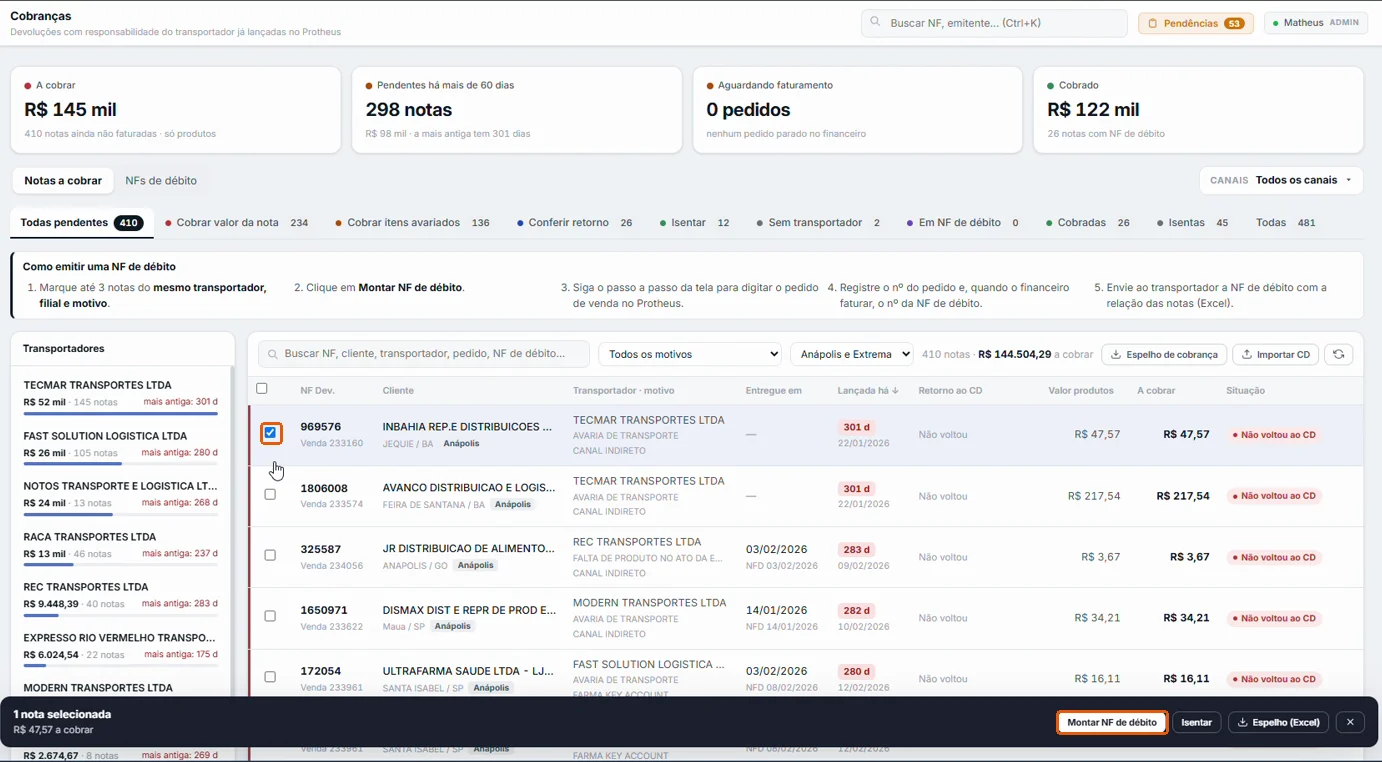 Cobranças
Devoluções com responsabilidade do transportador já lançadas no Protheus
Buscar NF, emitente... (Ctrl+K)
Pendências 53
Matheus ADMIN
A cobrar
R$ 145 mil
410 notas ainda não faturadas · só produtos
Pendentes há mais de 60 dias
298 notas
R$ 98 mil · a mais antiga tem 301 dias
Aguardando faturamento
0 pedidos
nenhum pedido parado no financeiro
Cobrado
R$ 122 mil
26 notas com NF de débito
Notas a cobrar
NFs de débito
CANAIS Todos os canais
Todas pendentes 410
Cobrar valor da nota 234
Cobrar itens avariados 136
Conferir retorno 26
Isentar 12
Sem transportador 2
Em NF de débito 0
Cobradas 26
Isentas 45
Todas 481
Como emitir uma NF de débito
1. Marque até 3 notas do mesmo transportador,
filial e motivo.
2. Clique em Montar NF de débito.
3. Siga o passo a passo da tela para digitar o pedido
de venda no Protheus.
4. Registre o nº do pedido e, quando o financeiro
faturar, o nº da NF de débito.
5. Envie ao transportador a NF de débito com a
relação das notas (Excel).
Transportadores
TECMAR TRANSPORTES LTDA
R$ 52 mil · 145 notas mais antiga: 301 d
FAST SOLUTION LOGISTICA LTDA
R$ 26 mil · 105 notas mais antiga: 280 d
NOTOS TRANSPORTE E LOGISTICA LT...
R$ 24 mil · 13 notas mais antiga: 268 d
RACA TRANSPORTES LTDA
R$ 13 mil · 46 notas mais antiga: 237 d
REC TRANSPORTES LTDA
R$ 9.448,39 · 40 notas mais antiga: 283 d
EXPRESSO RIO VERMELHO TRANSPO...
R$ 6.024,54 · 22 notas mais antiga: 175 d
MODERN TRANSPORTES LTDA
R$ 2.674,67 · 8 notas mais antiga: 269 d
Buscar NF, cliente, transportador, pedido, NF de débito...
Todos os motivos
Anápolis e Extrema
410 notas · R$ 144.504,29 a cobrar
Espelho de cobrança
Importar CD
NF Dev. Cliente Transportador · motivo Entregue em Lançada há ↓ Retorno ao CD Valor produtos A cobrar Situação
969576 INBAHIA REP.E DISTRIBUICOES ... TECMAR TRANSPORTES LTDA — 301 d Não voltou R$ 47,57 R$ 47,57 Não voltou ao CD
Venda 233160 JEQUIE / BA Anápolis AVARIA DE TRANSPORTE 22/01/2026
CANAL INDIRETO
1806008 AVANCO DISTRIBUICAO E LOGIS... TECMAR TRANSPORTES LTDA — 301 d Não voltou R$ 217,54 R$ 217,54 Não voltou ao CD
Venda 233574 FEIRA DE SANTANA / BA Anápolis AVARIA DE TRANSPORTE 22/01/2026
CANAL INDIRETO
325587 JR DISTRIBUICAO DE ALIMENTO... REC TRANSPORTES LTDA 03/02/2026 283 d Não voltou R$ 3,67 R$ 3,67 Não voltou ao CD
Venda 234056 ANAPOLIS / GO Anápolis FALTA DE PRODUTO NO ATO DA E... NFD 03/02/2026 09/02/2026
CANAL INDIRETO
1650971 DISMAX DIST E REPR DE PROD E... MODERN TRANSPORTES LTDA 14/01/2026 282 d Não voltou R$ 34,21 R$ 34,21 Não voltou ao CD
Venda 233622 Maua / SP Anápolis AVARIA DE TRANSPORTE NFD 14/01/2026 10/02/2026
CANAL INDIRETO
172054 ULTRAFARMA SAUDE LTDA - LJ... FAST SOLUTION LOGISTICA ... 03/02/2026 280 d Não voltou R$ 16,11 R$ 16,11 Não voltou ao CD
Venda 233961 SANTA ISABEL / SP Anápolis AVARIA DE TRANSPORTE NFD 08/02/2026 12/02/2026
FARMA KEY ACCOUNT
1 nota selecionada
R$ 47,57 a cobrar
Montar NF de débito
Isentar
Espelho (Excel)
Venda 233961 SANTA ISABEL / SP Anápolis NFD 08/02/2026 12/02/2026
FARMA KEY ACCOUNT